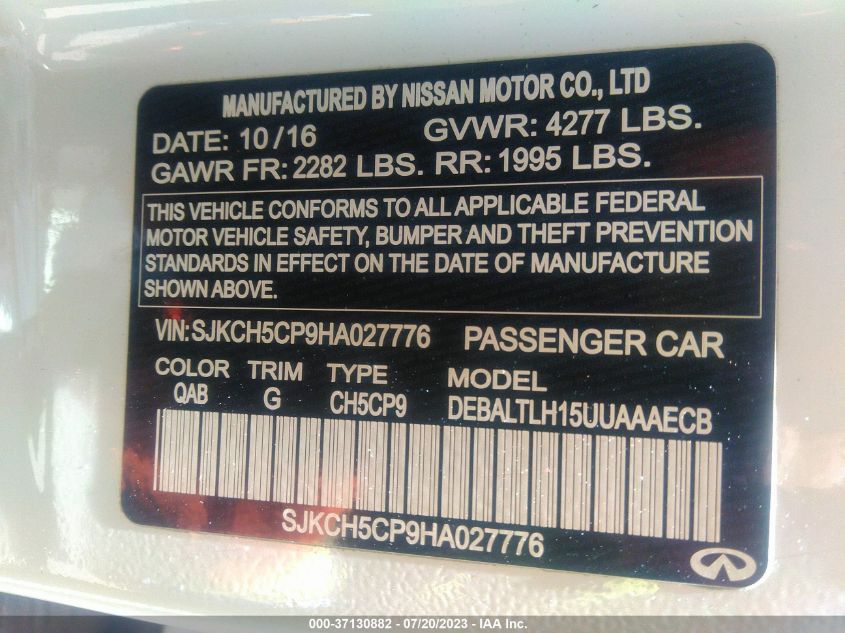 MANUFACTURED BY NISSAN MOTOR CO., LTD
DATE: 10/16 GVWR: 4277 LBS.
GAWR FR: 2282 LBS. RR: 1995 LBS.
THIS VEHICLE CONFORMS TO ALL APPLICABLE FEDERAL
MOTOR VEHICLE SAFETY, BUMPER AND THEFT PREVENTION
STANDARDS IN EFFECT ON THE DATE OF MANUFACTURE
SHOWN ABOVE.
VIN: SJKCH5CP9HA027776 PASSENGER CAR
COLOR TRIM TYPE MODEL
QAB G CH5CP9 DEBALTLH15UUAAAECB
SJKCH5CP9HA027776
000-37130882 - 07/20/2023 - IAA Inc.